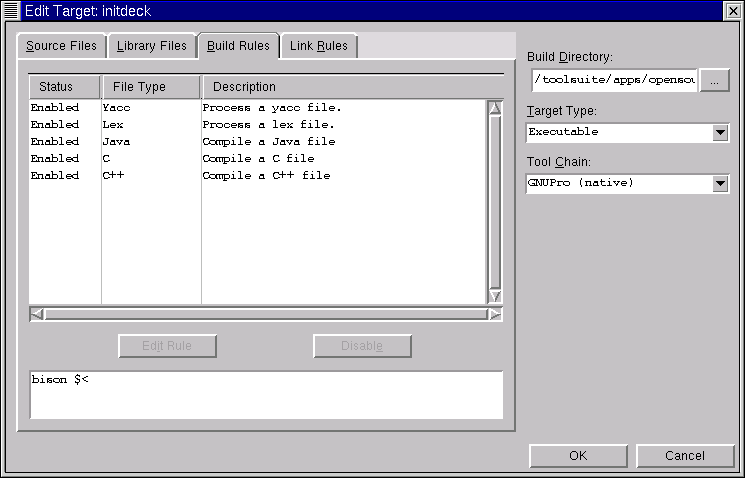 Edit Target: initdeck
Source Files Library Files Build Rules Link Rules
Status File Type Description
Enabled Yacc Process a yacc file.
Enabled Lex Process a lex file.
Enabled Java Compile a Java file
Enabled C Compile a C file
Enabled C++ Compile a C++ file
Edit Rule Disable
bison $<
Build Directory:
/toolsuite/apps/opensou ...
Target Type:
Executable
Tool Chain:
GNUPro (native)
OK Cancel